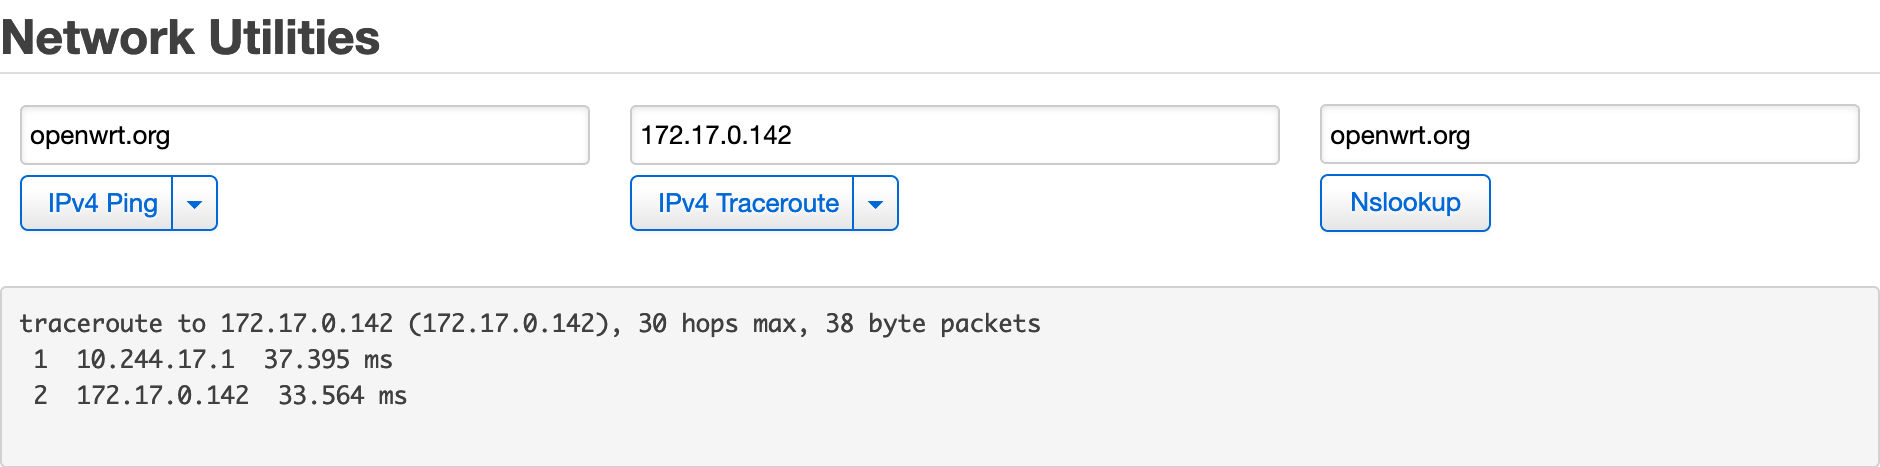 Network Utilities
openwrt.org
172.17.0.142
openwrt.org
IPv4 Ping
IPv4 Traceroute
Nslookup
traceroute to 172.17.0.142 (172.17.0.142), 30 hops max, 38 byte packets
1  10.244.17.1  37.395 ms
2  172.17.0.142  33.564 ms